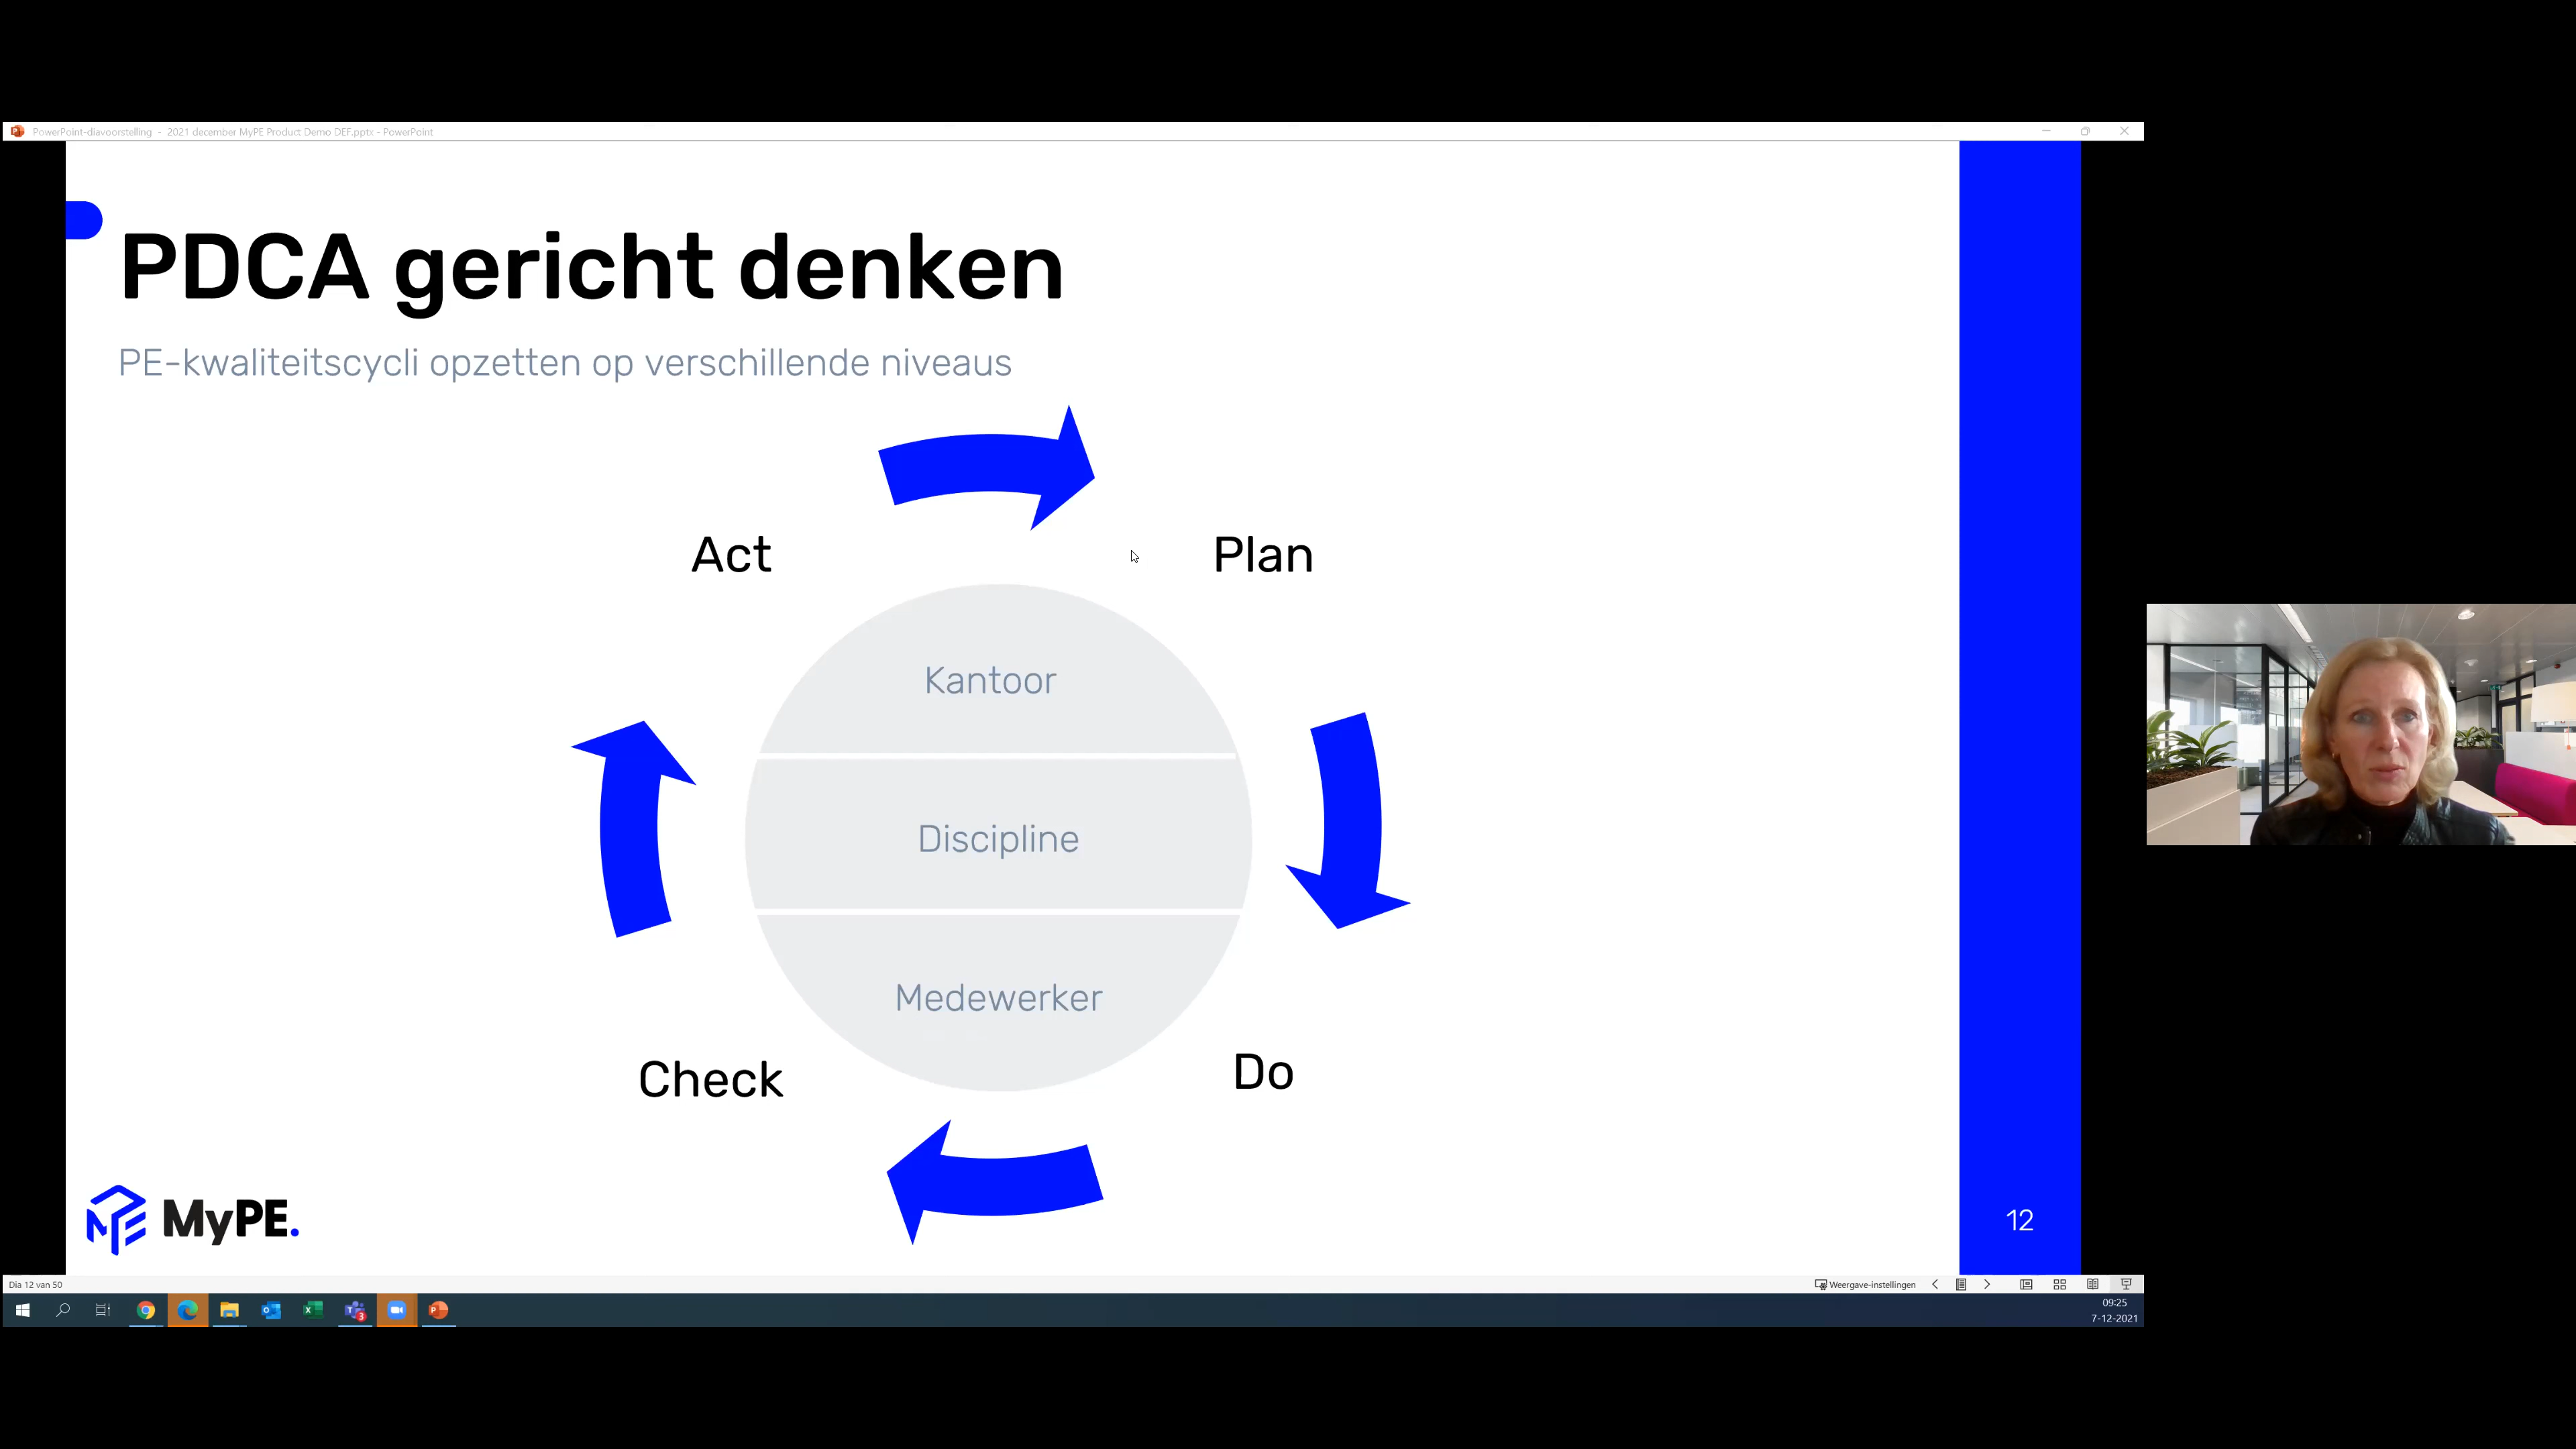 PowerPoint-diavoorstelling - 2021 december MyPE Product Demo DEF.pptx - PowerPoint
PDCA gericht denken
PE-kwaliteitscycli opzetten op verschillende niveaus
Act
Plan
Kantoor
Discipline
Medewerker
Check
Do
MyPE.
12
Dia 12 van 50
Weergave-instellingen
3
09:25
7-12-2021